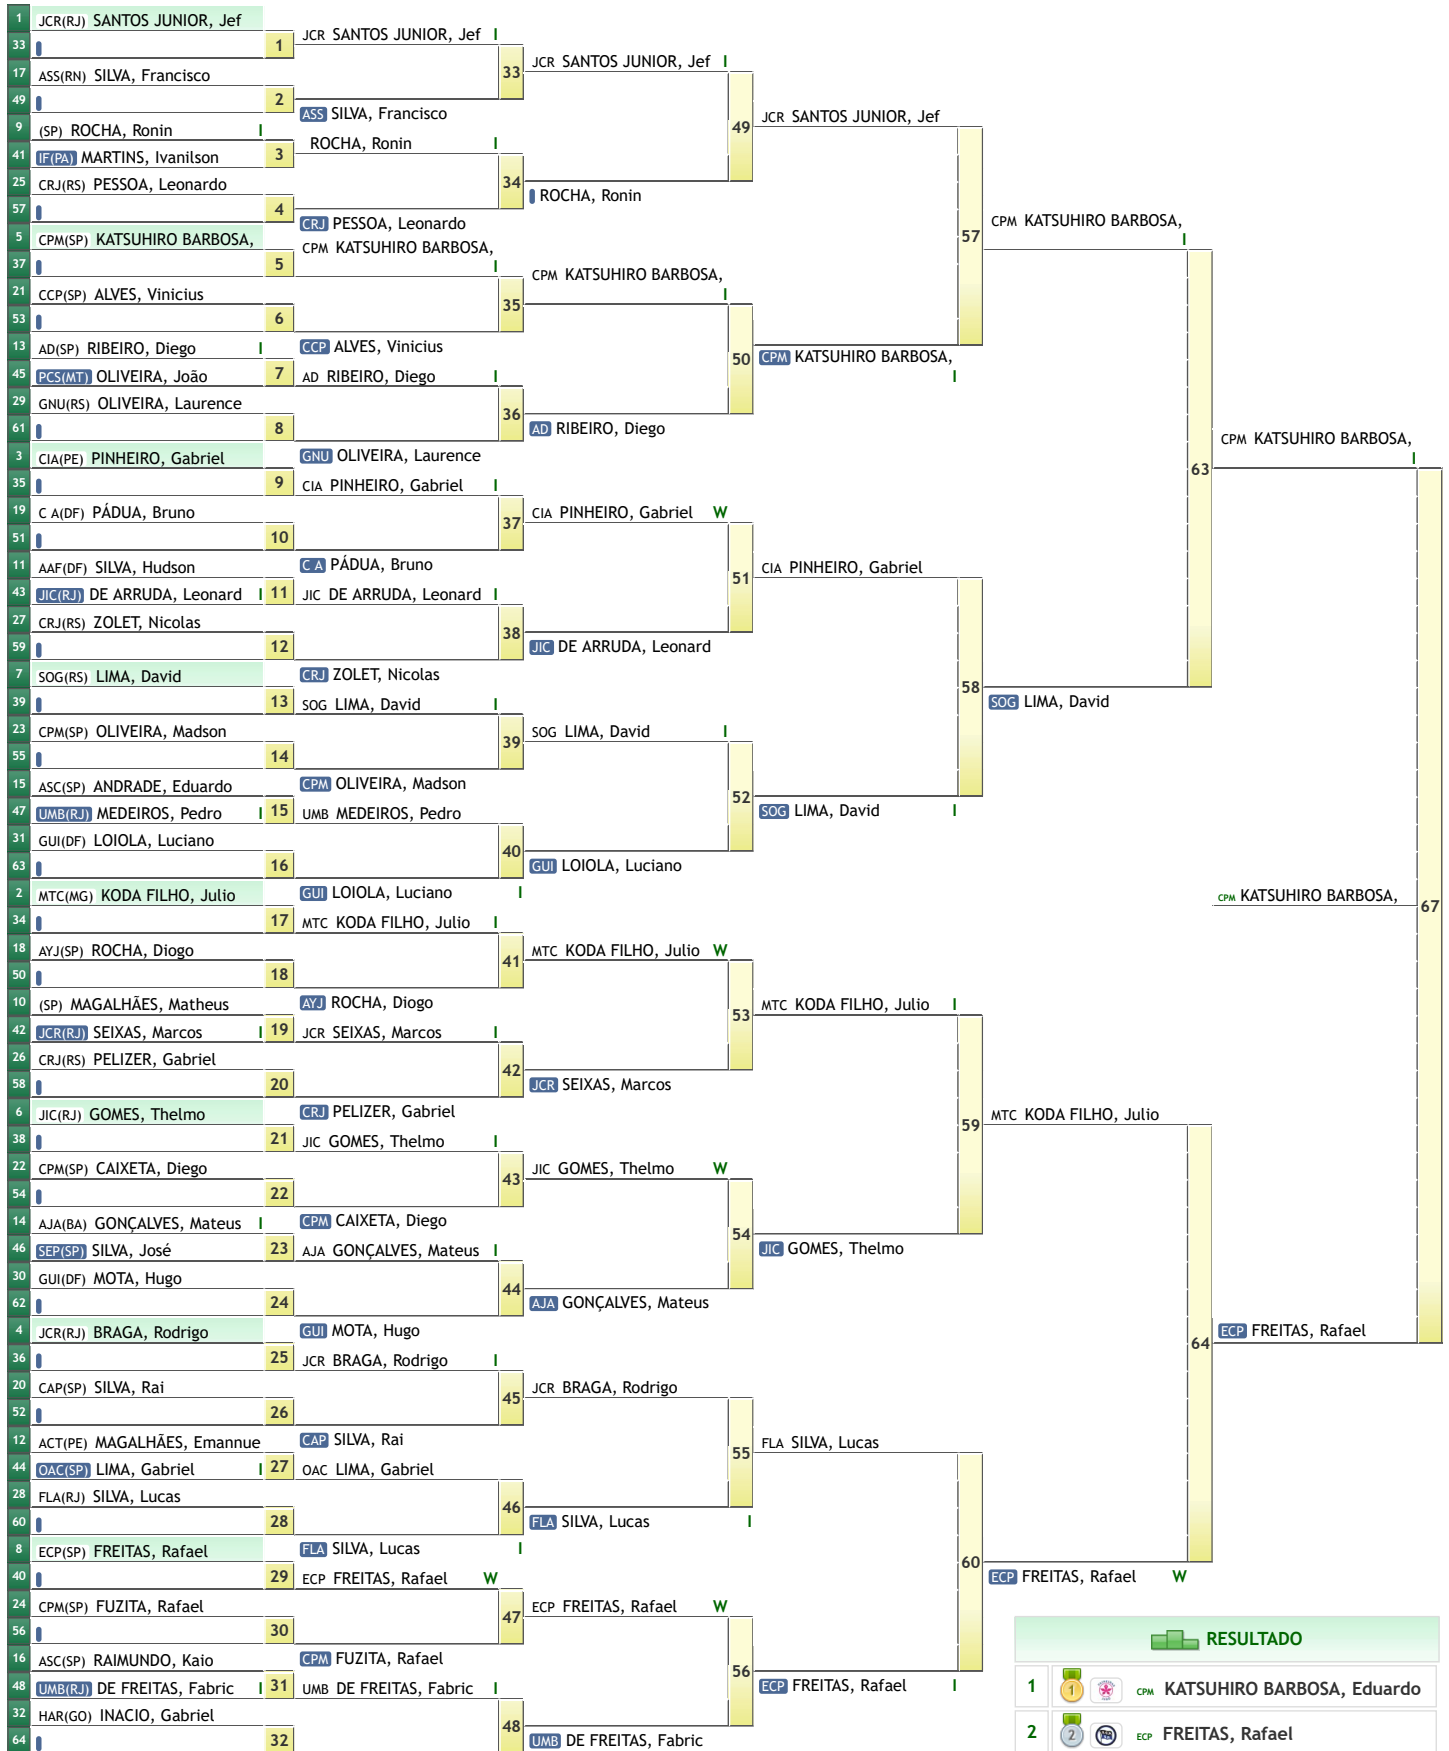 1 JCR(RJ) SANTOS JUNIOR, Jef
33
1
JCR SANTOS JUNIOR, Jef I
17 ASS(RN) SILVA, Francisco
49
2
ASS SILVA, Francisco
33
JCR SANTOS JUNIOR, Jef I
9 (SP) ROCHA, Ronin I
41 IF(PA) MARTINS, Ivanilson
3
ROCHA, Ronin I
25 CRJ(RS) PESSOA, Leonardo
57
4
CRJ PESSOA, Leonardo
34
ROCHA, Ronin
49
JCR SANTOS JUNIOR, Jef
5 CPM(SP) KATSUHIRO BARBOSA,
37
5
CPM KATSUHIRO BARBOSA,
I
21 CCP(SP) ALVES, Vinicius
53
6
CCP ALVES, Vinicius
35
CPM KATSUHIRO BARBOSA,
I
13 AD(SP) RIBEIRO, Diego I
45 PCS(MT) OLIVEIRA, João
7
AD RIBEIRO, Diego I
29 GNU(RS) OLIVEIRA, Laurence
61
8
GNU OLIVEIRA, Laurence
36
AD RIBEIRO, Diego
50
CPM KATSUHIRO BARBOSA,
I
57
CPM KATSUHIRO BARBOSA,
I
3 CIA(PE) PINHEIRO, Gabriel
35
9
CIA PINHEIRO, Gabriel I
19 C A(DF) PÁDUA, Bruno
51
10
C A PÁDUA, Bruno
37
CIA PINHEIRO, Gabriel W
11 AAF(DF) SILVA, Hudson
43 JIC(RJ) DE ARRUDA, Leonard I
11
JIC DE ARRUDA, Leonard I
27 CRJ(RS) ZOLET, Nicolas
59
12
CRJ ZOLET, Nicolas
38
JIC DE ARRUDA, Leonard
51
CIA PINHEIRO, Gabriel
7 SOG(RS) LIMA, David
39
13
SOG LIMA, David I
23 CPM(SP) OLIVEIRA, Madson
55
14
CPM OLIVEIRA, Madson
39
SOG LIMA, David I
15 ASC(SP) ANDRADE, Eduardo
47 UMB(RJ) MEDEIROS, Pedro I
15
UMB MEDEIROS, Pedro
31 GUI(DF) LOIOLA, Luciano
63
16
GUI LOIOLA, Luciano I
40
GUI LOIOLA, Luciano
52
SOG LIMA, David I
58
SOG LIMA, David
63
CPM KATSUHIRO BARBOSA,
I
2 MTC(MG) KODA FILHO, Julio
34
17
MTC KODA FILHO, Julio I
18 AYJ(SP) ROCHA, Diogo
50
18
AYJ ROCHA, Diogo
41
MTC KODA FILHO, Julio W
10 (SP) MAGALHÃES, Matheus
42 JCR(RJ) SEIXAS, Marcos I
19
JCR SEIXAS, Marcos I
26 CRJ(RS) PELIZER, Gabriel
58
20
CRJ PELIZER, Gabriel
42
JCR SEIXAS, Marcos
53
MTC KODA FILHO, Julio I
6 JIC(RJ) GOMES, Thelmo
38
21
JIC GOMES, Thelmo I
22 CPM(SP) CAIXETA, Diego
54
22
CPM CAIXETA, Diego
43
JIC GOMES, Thelmo W
14 AJA(BA) GONÇALVES, Mateus I
46 SEP(SP) SILVA, José
23
AJA GONÇALVES, Mateus I
30 GUI(DF) MOTA, Hugo
62
24
GUI MOTA, Hugo
44
AJA GONÇALVES, Mateus
54
JIC GOMES, Thelmo
59
MTC KODA FILHO, Julio
4 JCR(RJ) BRAGA, Rodrigo
36
25
JCR BRAGA, Rodrigo I
20 CAP(SP) SILVA, Rai
52
26
CAP SILVA, Rai
45
JCR BRAGA, Rodrigo
12 ACT(PE) MAGALHÃES, Emannue
44 OAC(SP) LIMA, Gabriel I
27
OAC LIMA, Gabriel
28 FLA(RJ) SILVA, Lucas
60
28
FLA SILVA, Lucas I
46
FLA SILVA, Lucas I
55
FLA SILVA, Lucas
8 ECP(SP) FREITAS, Rafael
40
29
ECP FREITAS, Rafael W
24 CPM(SP) FUZITA, Rafael
56
30
CPM FUZITA, Rafael
47
ECP FREITAS, Rafael W
16 ASC(SP) RAIMUNDO, Kaio
48 UMB(RJ) DE FREITAS, Fabric I
31
UMB DE FREITAS, Fabric I
32 HAR(GO) INACIO, Gabriel
64
32
48
UMB DE FREITAS, Fabric
56
ECP FREITAS, Rafael I
60
ECP FREITAS, Rafael W
64
ECP FREITAS, Rafael
CPM KATSUHIRO BARBOSA,
67
RESULTADO
1 1 CPM KATSUHIRO BARBOSA, Eduardo
2 2 ECP FREITAS, Rafael